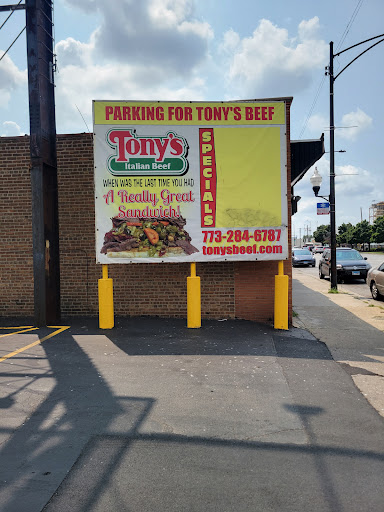 PARKING FOR TONY'S BEEF
Tony's
Italian Beef
WHEN WAS THE LAST TIME YOU HAD
A Really Great
Sandwich?
SPECIALS
773-284-6787
tonysbeef.com